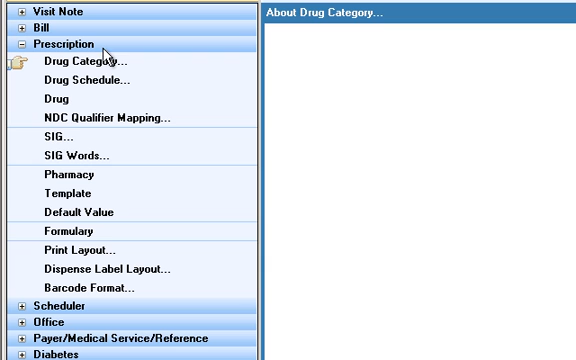 Visit Note
Bill
Prescription
Drug Category...
Drug Schedule...
Drug
NDC Qualifier Mapping...
SIG...
SIG Words...
Pharmacy
Template
Default Value
Formulary
Print Layout...
Dispense Label Layout...
Barcode Format...
Scheduler
Office
Payer/Medical Service/Reference
Diabetes
About Drug Category...